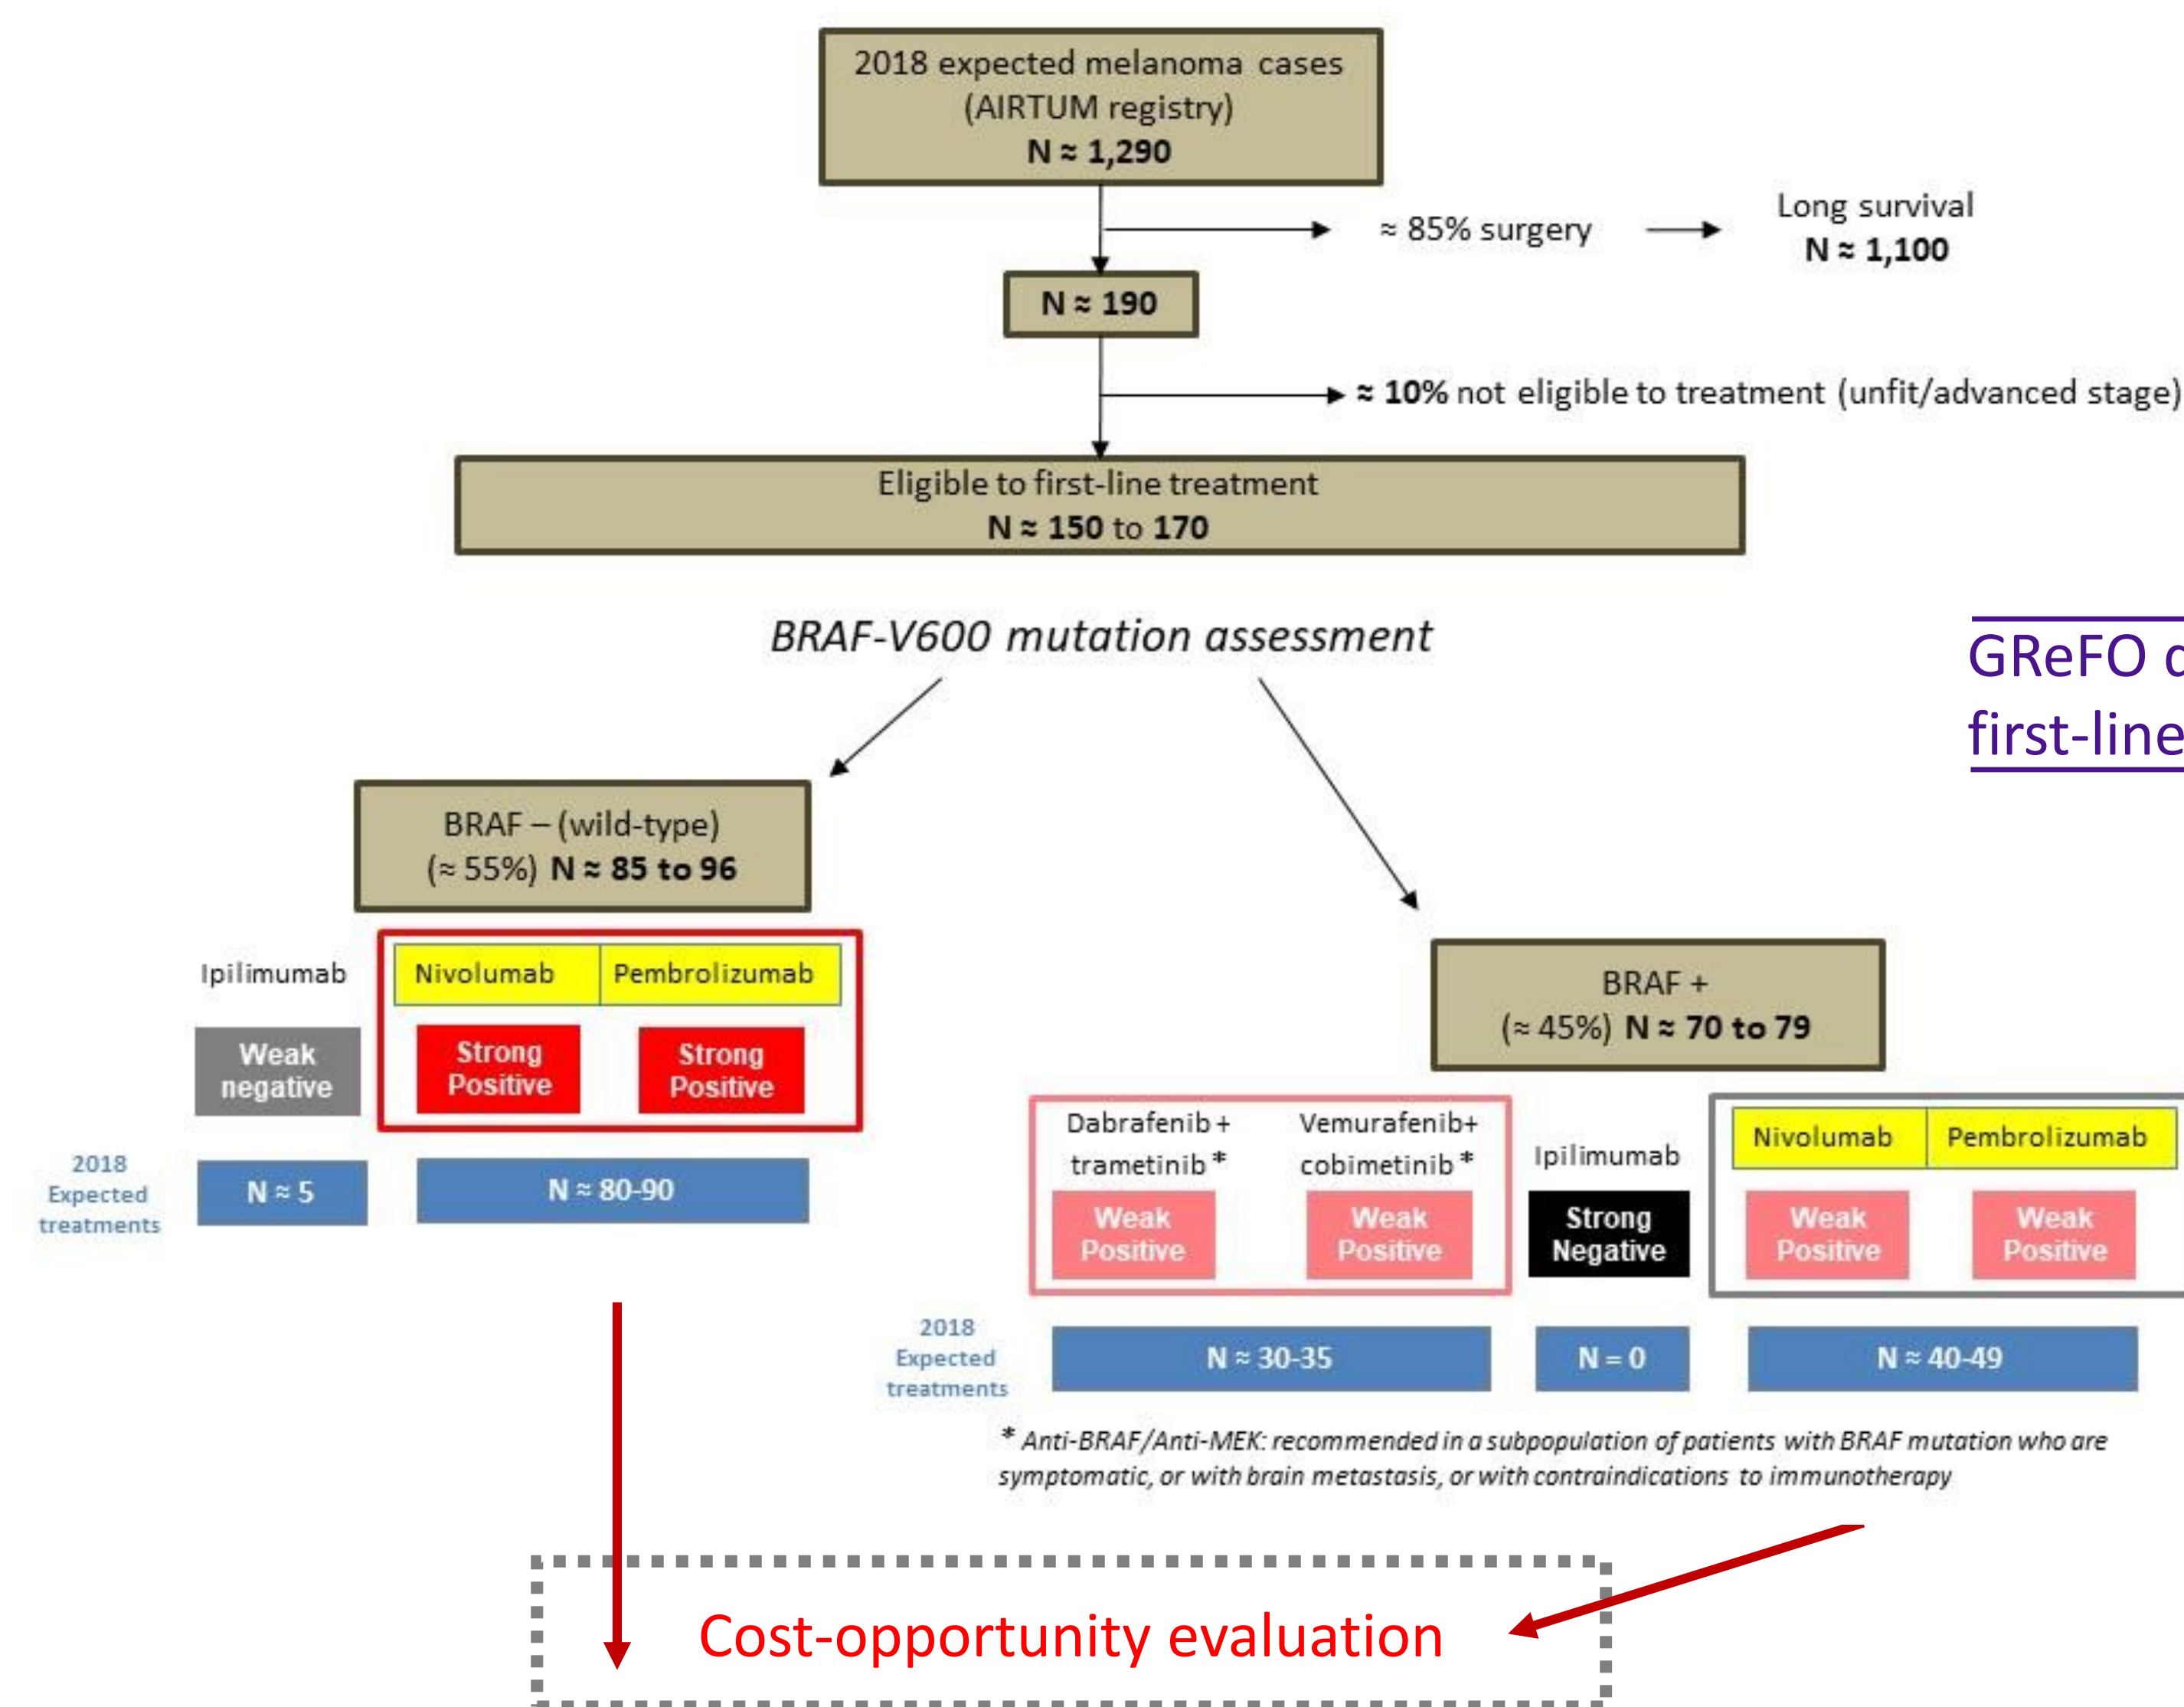 2018 expected melanoma cases
(AIRTUM registry)
N ≈ 1,290
≈ 85% surgery
Long survival
N ≈ 1,100
N ≈ 190
≈ 10% not eligible to treatment (unfit/advanced stage)
Eligible to first-line treatment
N ≈ 150 to 170
BRAF-V600 mutation assessment
GReFO
first-line
BRAF – (wild-type)
(≈ 55%) N ≈ 85 to 96
Ipilimumab
Nivolumab
Pembrolizumab
Weak
negative
Strong
Positive
Strong
Positive
2018
Expected
treatments
N ≈ 5
N ≈ 80-90
BRAF +
(≈ 45%) N ≈ 70 to 79
Dabrafenib +
trametinib *
Vemurafenib+
cobimetinib *
Ipilimumab
Nivolumab
Pembrolizumab
Weak
Positive
Weak
Positive
Strong
Negative
Weak
Positive
Weak
Positive
2018
Expected
treatments
N ≈ 30-35
N = 0
N ≈ 40-49
* Anti-BRAF/Anti-MEK: recommended in a subpopulation of patients with BRAF mutation who are
symptomatic, or with brain metastasis, or with contraindications to immunotherapy
Cost-opportunity evaluation